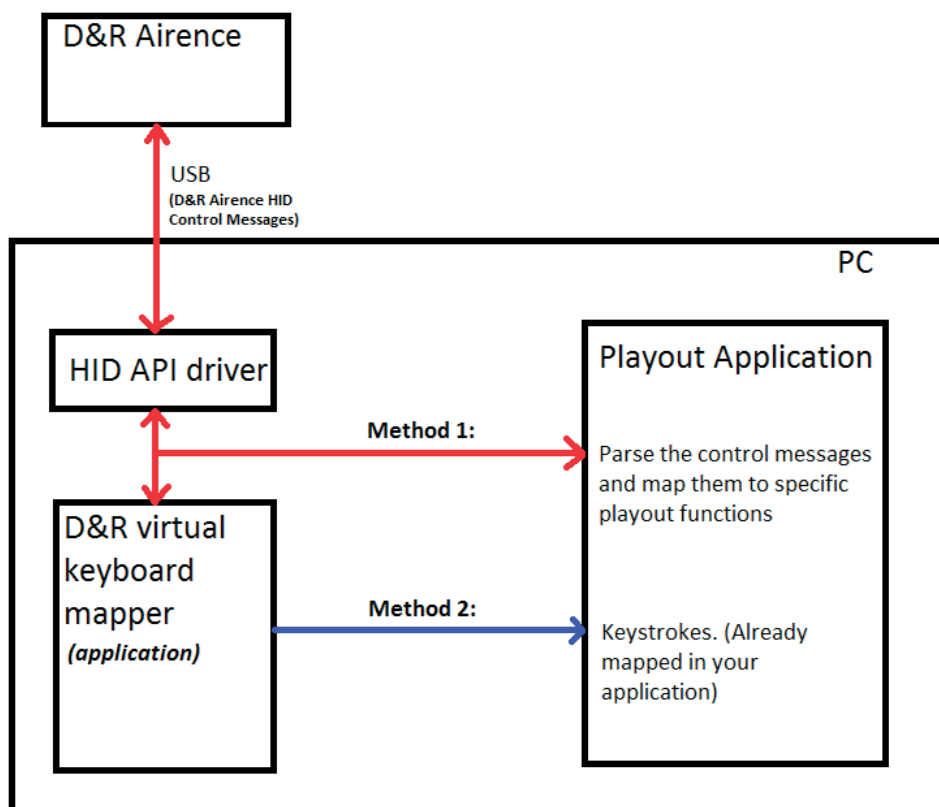 D&R Airence
USB
(D&R Airence HID
Control Messages)
PC
HID API driver
Playout Application
Method 1:
Parse the control messages
and map them to specific
playout functions
D&R virtual
keyboard
mapper
(application)
Method 2:
Keystrokes. (Already
mapped in your
application)